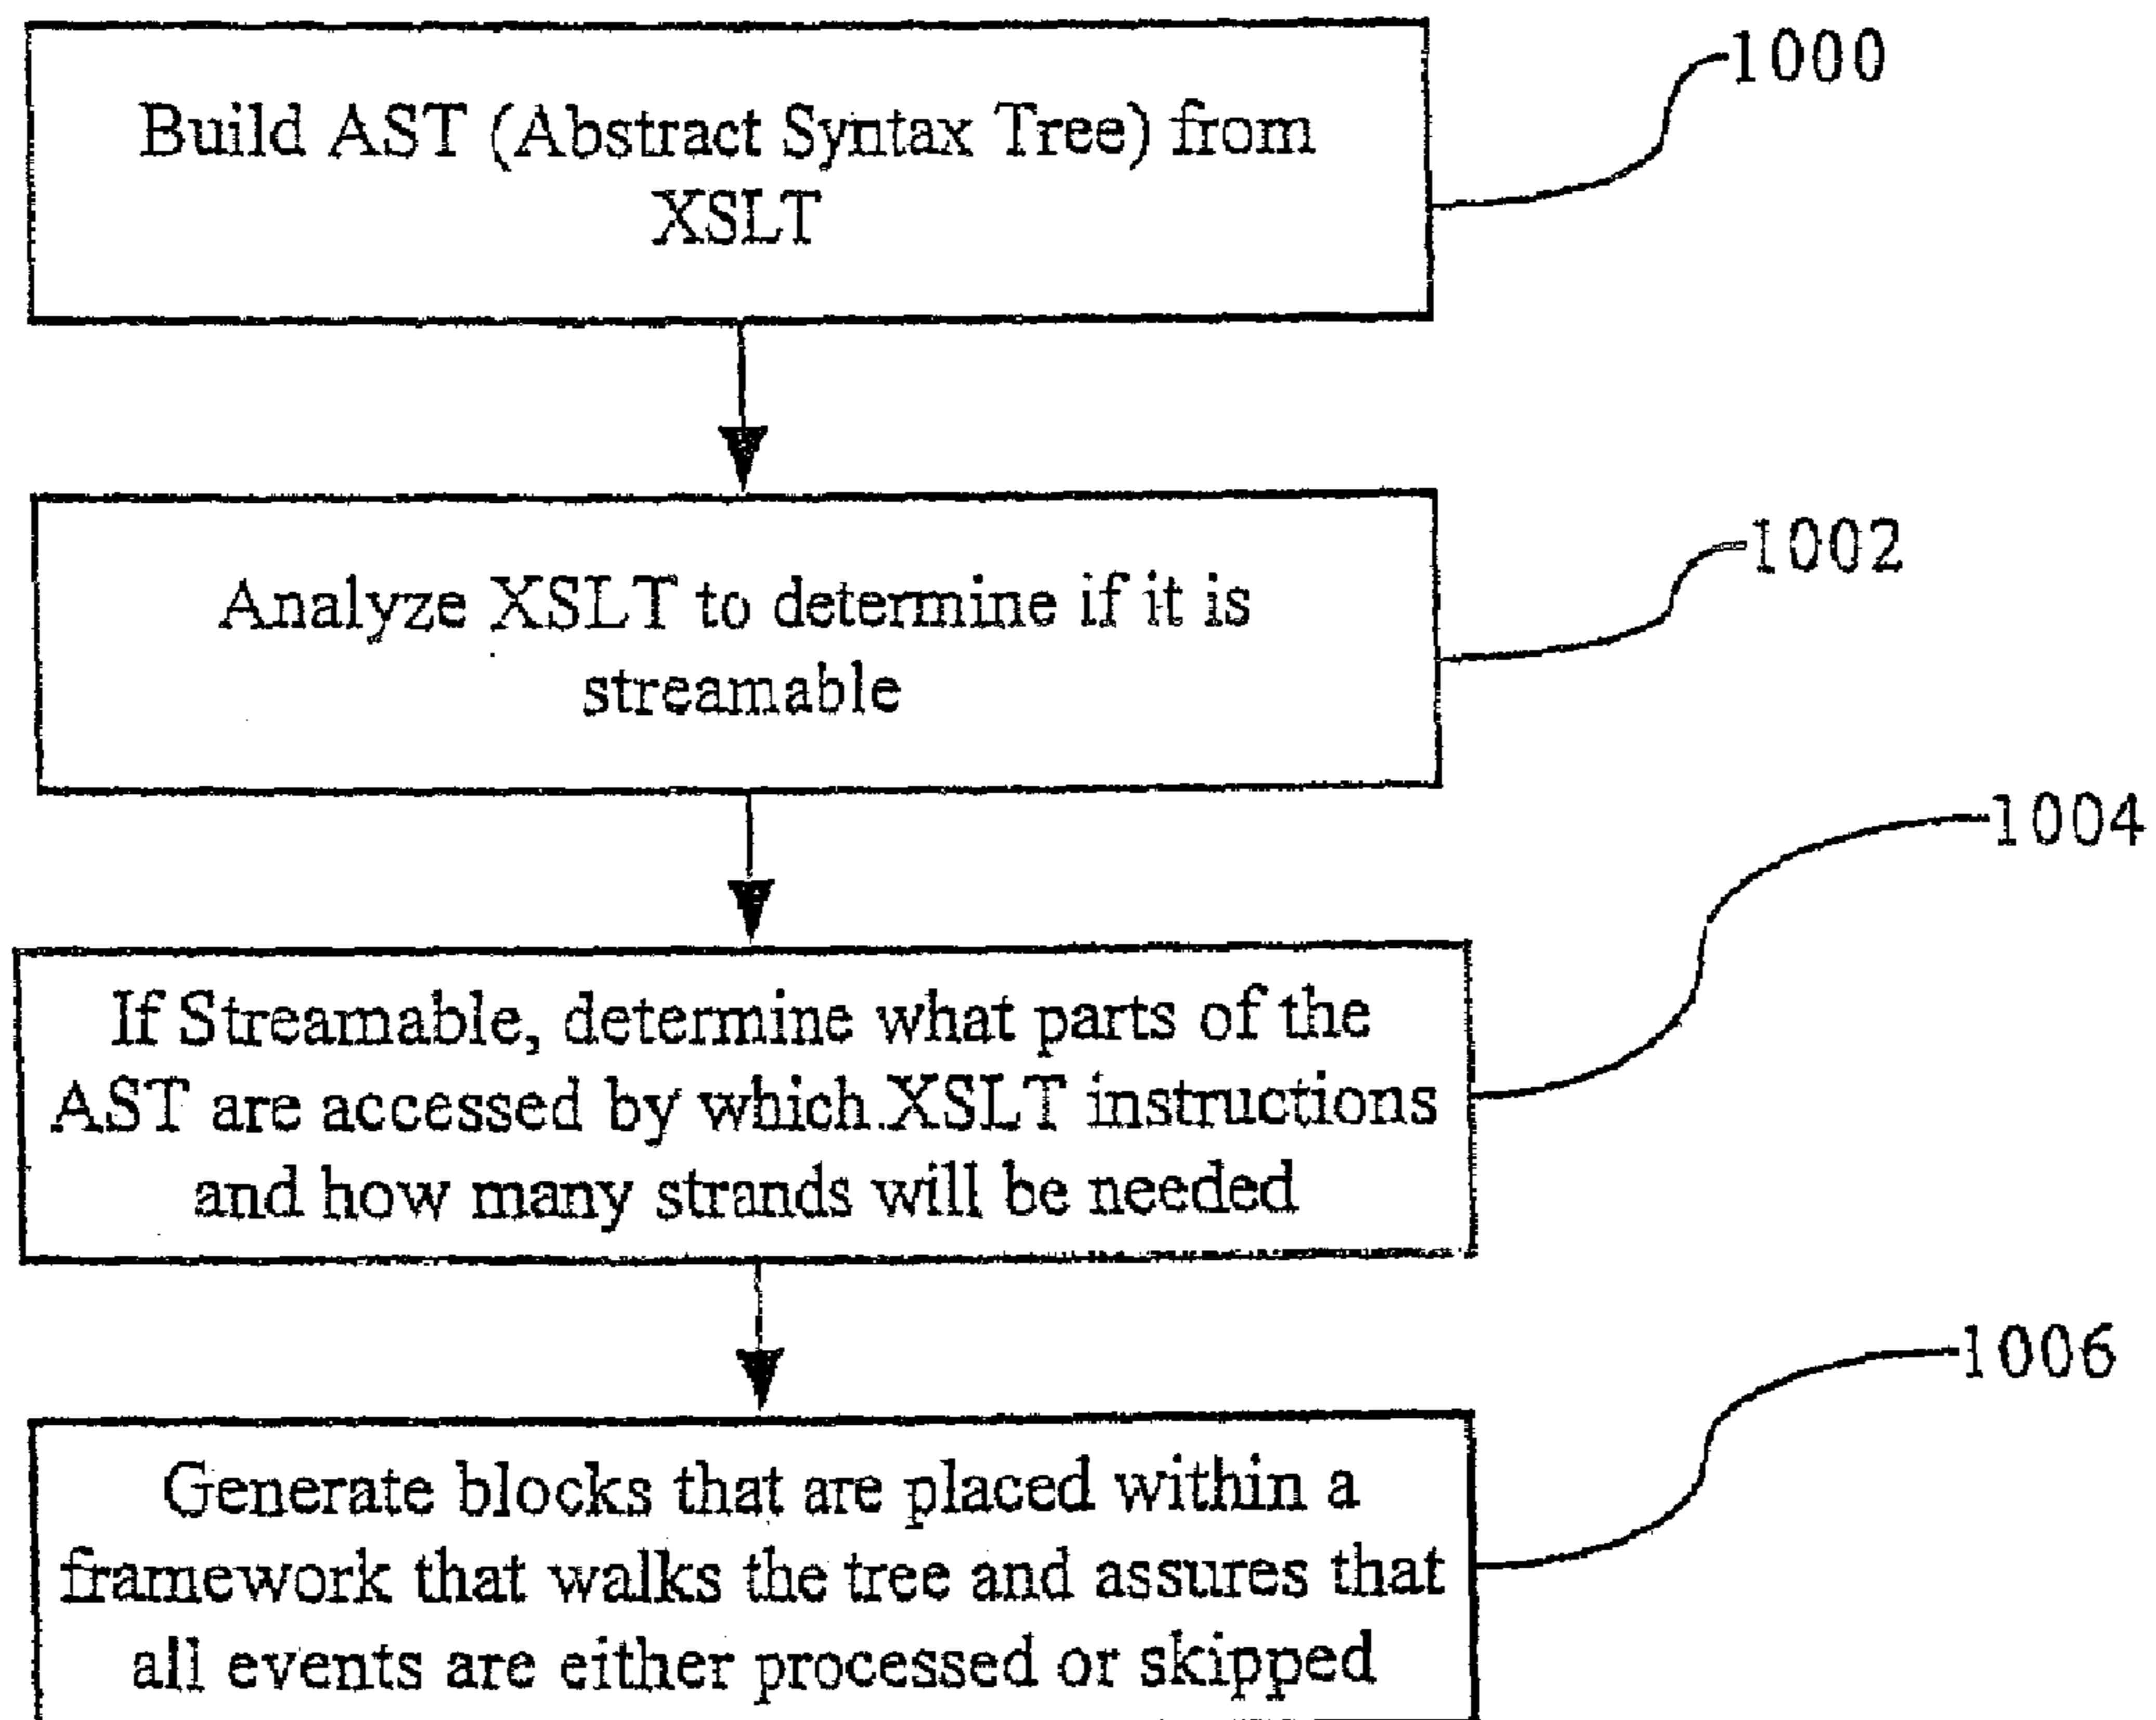 1000
Build AST (Abstract Syntax Tree) from
XSLT
1002
Analyze XSLT to determine if it is
streamable
1004
If Streamable, determine what parts of the
AST are accessed by which XSLT instructions
and how many strands will be needed
1006
Generate blocks that are placed within a
framework that walks the tree and assures that
all events are either processed or skipped